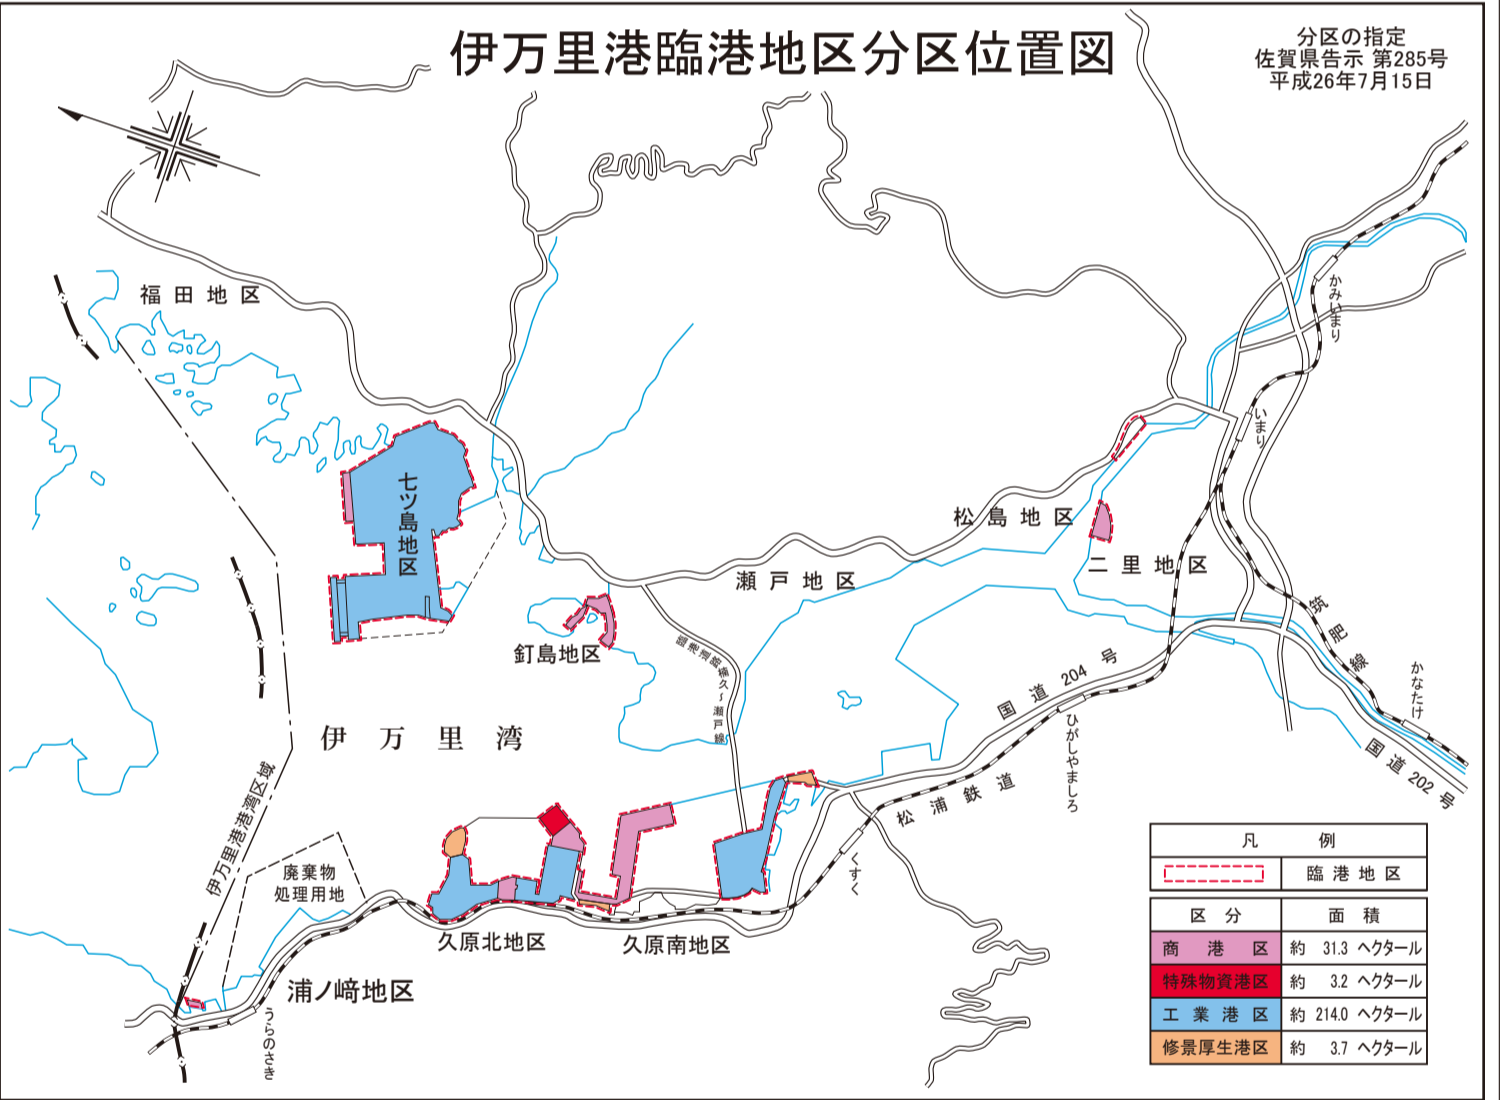 伊万里港臨港地区分区位置図
分区の指定
佐賀県告示 第285号
平成26年7月15日
福田地区
かみいまり
いまり
七ツ島地区
松島地区
二里地区
瀬戸地区
釘島地区
臨港道路楠久～瀬戸線
筑肥線
かなたけ
国道204号
ひがしやましろ
国道202号
伊万里湾
松浦鉄道
伊万里港港湾区域
廃棄物
処理用地
くすく
久原北地区
久原南地区
浦ノ﨑地区
うらのさき
凡例
臨港地区
区分 面積
商港区 約 31.3 ヘクタール
特殊物資港区 約 3.2 ヘクタール
工業港区 約 214.0 ヘクタール
修景厚生港区 約 3.7 ヘクタール